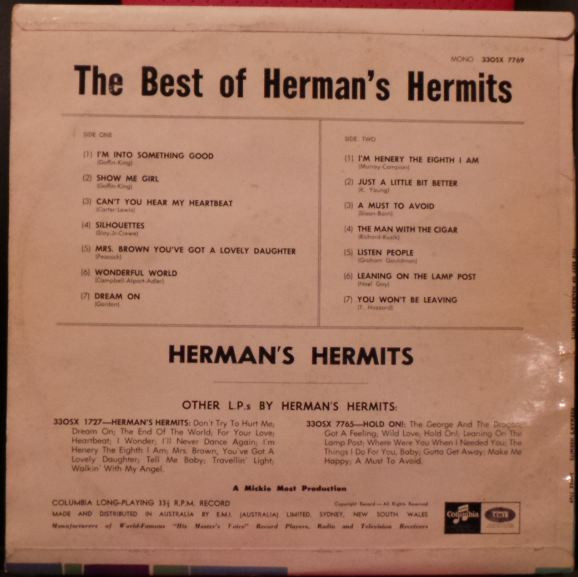 MONO 33OSX 7769
The Best of Herman's Hermits
SIDE ONE
(1) I'M INTO SOMETHING GOOD
(Goffin-King)
(2) SHOW ME GIRL
(Goffin-King)
(3) CAN'T YOU HEAR MY HEARTBEAT
(Carter-Lewis)
(4) SILHOUETTES
(Slay-Jr-Crewe)
(5) MRS. BROWN YOU'VE GOT A LOVELY DAUGHTER
(Peacock)
(6) WONDERFUL WORLD
(Campbell-Alpert-Adler)
(7) DREAM ON
(Gordon)
SIDE TWO
(1) I'M HENERY THE EIGHTH I AM
(Murray-Campion)
(2) JUST A LITTLE BIT BETTER
(K. Young)
(3) A MUST TO AVOID
(Sloan-Barri)
(4) THE MAN WITH THE CIGAR
(5) LISTEN PEOPLE
(Graham Gouldman)
(6) LEANING ON THE LAMP POST
(Noel Gay)
(7) YOU WON'T BE LEAVING
(T. Hazzard)
HERMAN'S HERMITS
OTHER L.P.s BY HERMAN'S HERMITS:
33OSX 1727—HERMAN'S HERMITS: Don't Try To Hurt Me;
Dream On; The End Of The World; For Your Love;
Heartbeat; I Wonder; I'll Never Dance Again; I'm
Henery The Eighth I Am; Mrs. Brown, You've Got A
Lovely Daughter; Tell Me Baby; Travellin' Light;
Walkin' With My Angel.
33OSX 7765—HOLD ON!: The George And The Dragon;
Got A Feeling; Wild Love; Hold On!; Leaning On The
Lamp Post; Where Were You When I Needed You; The
Things I Do For You, Baby; Gotta Get Away; Make Me
Happy; A Must To Avoid.
A Mickie Most Production
COLUMBIA LONG-PLAYING 33⅓ R.P.M. RECORD
Copyright Record — All Rights Reserved
MADE AND DISTRIBUTED IN AUSTRALIA BY E.M.I. (AUSTRALIA) LIMITED, SYDNEY, NEW SOUTH WALES
Manufacturers of World-Famous "His Master's Voice" Record Players, Radio and Television Receivers
Columbia
EMI